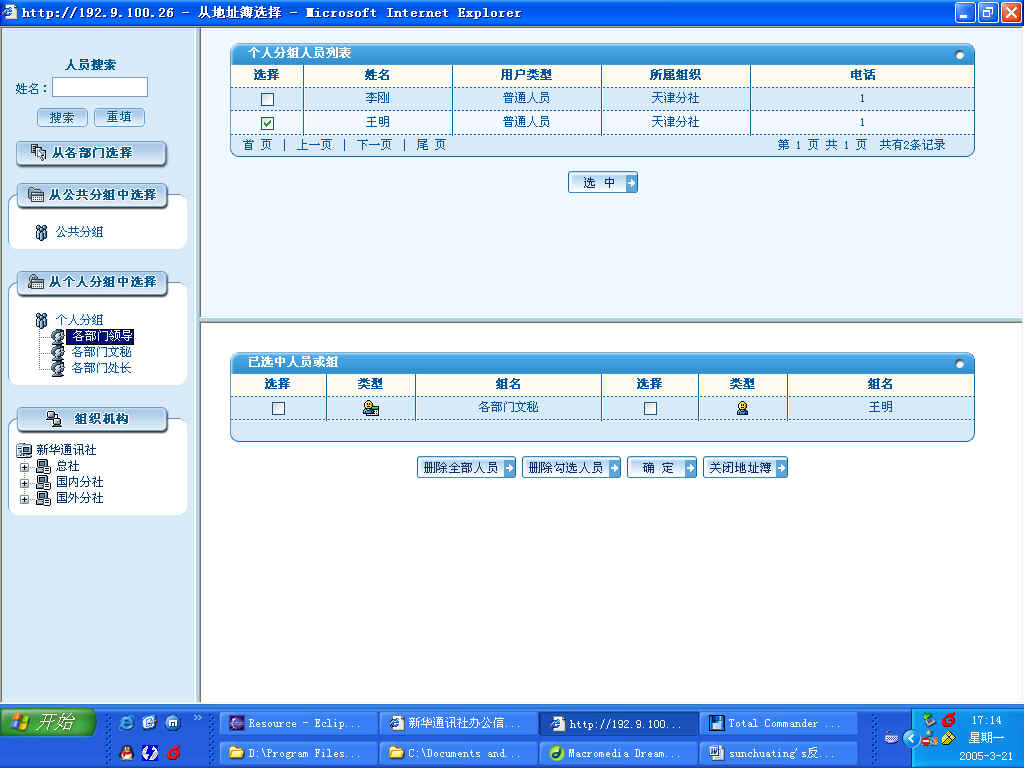 http://192.9.100.26 - 从地址簿选择 - Microsoft Internet Explorer
人员搜索
姓名：
搜索 重填
从各部门选择
从公共分组中选择
公共分组
从个人分组中选择
个人分组
各部门领导
各部门文秘
各部门处长
组织机构
新华通讯社
总社
国内分社
国外分社
个人分组人员列表
选择 姓名 用户类型 所属组织 电话
李刚 普通人员 天津分社 1
王明 普通人员 天津分社 1
首 页 | 上一页 | 下一页 | 尾 页 第 1 页 共 1 页 共有2条记录
选 中
已选中人员或组
选择 类型 组名 选择 类型 组名
各部门文秘 王明
删除全部人员 删除勾选人员 确 定 关闭地址簿
开始
Resource - Eclip... 新华通讯社办公信... http://192.9.100... Total Commander ...
D:\Program Files... C:\Documents and... Macromedia Dream... sunchuating's反...
17:14
星期一
2005-3-21